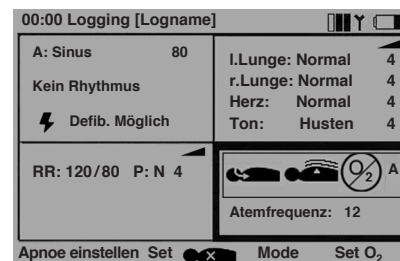 00:00 Logging [Logname]
A: Sinus 80
Kein Rhythmus
Defib. Möglich
l.Lunge: Normal 4
r.Lunge: Normal 4
Herz: Normal 4
Ton: Husten 4
RR: 120/80 P: N 4
O2 A
Atemfrequenz: 12
Apnoe einstellen Set X Mode Set O₂